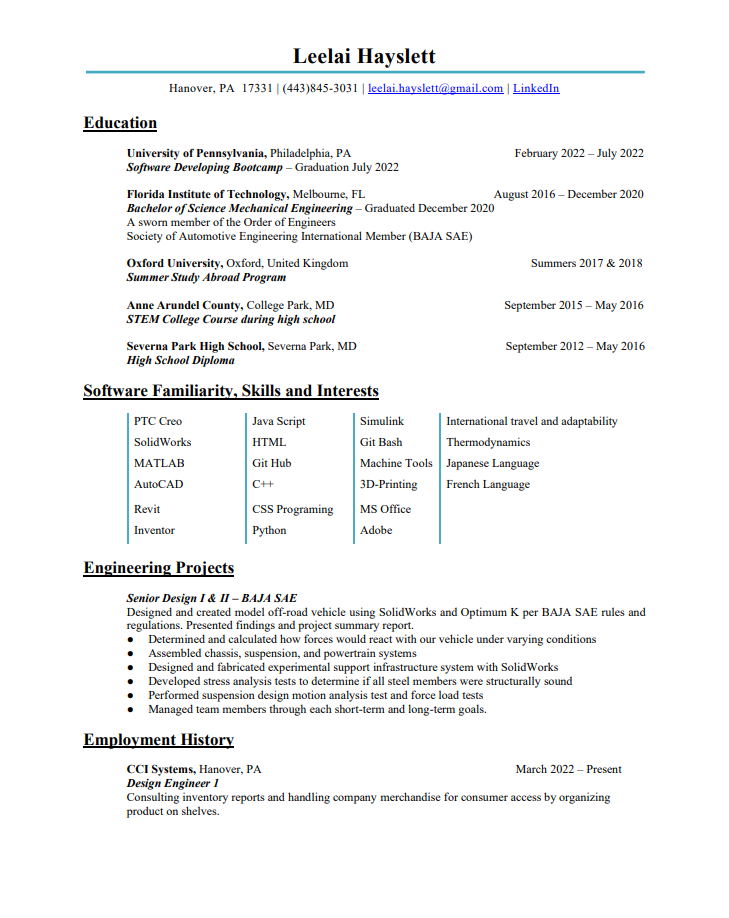 Leelai Hayslett
Hanover, PA 17331 | (443)845-3031 | leelai.hayslett@gmail.com | LinkedIn
Education
University of Pennsylvania, Philadelphia, PA February 2022 – July 2022
Software Developing Bootcamp – Graduation July 2022
Florida Institute of Technology, Melbourne, FL August 2016 – December 2020
Bachelor of Science Mechanical Engineering – Graduated December 2020
A sworn member of the Order of Engineers
Society of Automotive Engineering International Member (BAJA SAE)
Oxford University, Oxford, United Kingdom Summers 2017 & 2018
Summer Study Abroad Program
Anne Arundel County, College Park, MD September 2015 – May 2016
STEM College Course during high school
Severna Park High School, Severna Park, MD September 2012 – May 2016
High School Diploma
Software Familiarity, Skills and Interests
PTC Creo Java Script Simulink International travel and adaptability
SolidWorks HTML Git Bash Thermodynamics
MATLAB Git Hub Machine Tools Japanese Language
AutoCAD C++ 3D-Printing French Language
Revit CSS Programing MS Office
Inventor Python Adobe
Engineering Projects
Senior Design I & II – BAJA SAE
Designed and created model off-road vehicle using SolidWorks and Optimum K per BAJA SAE rules and
regulations. Presented findings and project summary report.
● Determined and calculated how forces would react with our vehicle under varying conditions
● Assembled chassis, suspension, and powertrain systems
● Designed and fabricated experimental support infrastructure system with SolidWorks
● Developed stress analysis tests to determine if all steel members were structurally sound
● Performed suspension design motion analysis test and force load tests
● Managed team members through each short-term and long-term goals.
Employment History
CCI Systems, Hanover, PA March 2022 – Present
Design Engineer 1
Consulting inventory reports and handling company merchandise for consumer access by organizing
product on shelves.